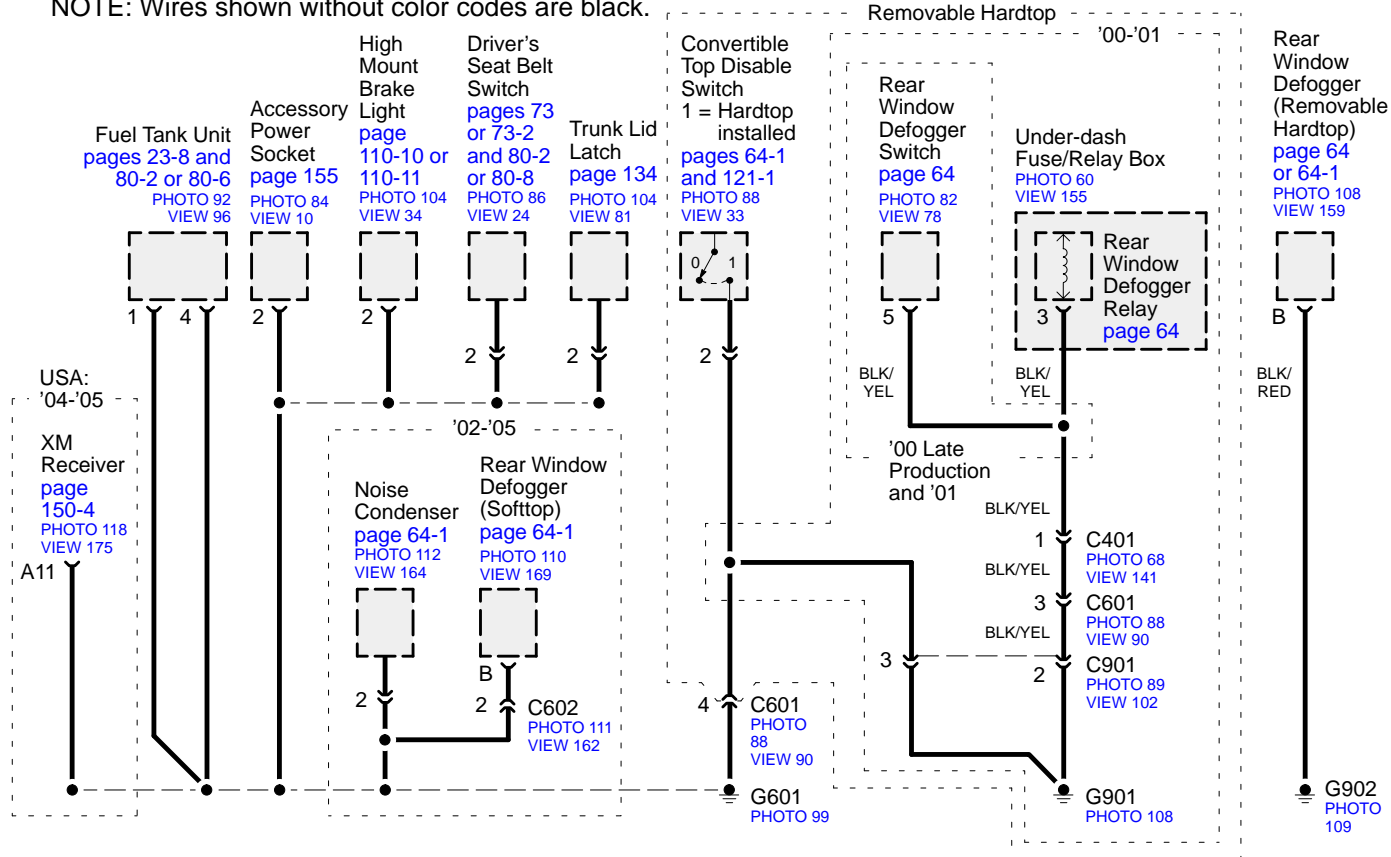 NOTE: Wires shown without color codes are black.
Removable Hardtop
'00-'01
Fuel Tank Unit
pages 23-8 and
80-2 or 80-6
PHOTO 92
VIEW 96
1
4
Accessory
Power
Socket
page 155
PHOTO 84
VIEW 10
2
High
Mount
Brake
Light
page
110-10 or
110-11
PHOTO 104
VIEW 34
2
Driver's
Seat Belt
Switch
pages 73
or 73-2
and 80-2
or 80-8
PHOTO 86
VIEW 24
2
Trunk Lid
Latch
page 134
PHOTO 104
VIEW 81
2
Convertible
Top Disable
Switch
1 = Hardtop
installed
pages 64-1
and 121-1
PHOTO 88
VIEW 33
0
1
2
Rear
Window
Defogger
Switch
page 64
PHOTO 82
VIEW 78
5
BLK/
YEL
Under-dash
Fuse/Relay Box
PHOTO 60
VIEW 155
Rear
Window
Defogger
Relay
page 64
3
BLK/
YEL
Rear
Window
Defogger
(Removable
Hardtop)
page 64
or 64-1
PHOTO 108
VIEW 159
B
BLK/
RED
USA:
'04-'05
XM
Receiver
page
150-4
PHOTO 118
VIEW 175
A11
'02-'05
Noise
Condenser
page 64-1
PHOTO 112
VIEW 164
2
Rear Window
Defogger
(Softtop)
page 64-1
PHOTO 110
VIEW 169
B
2
C602
PHOTO 111
VIEW 162
'00 Late
Production
and '01
BLK/YEL
1
C401
PHOTO 68
VIEW 141
BLK/YEL
3
C601
PHOTO 88
VIEW 90
BLK/YEL
3
2
C901
PHOTO 89
VIEW 102
4
C601
PHOTO
88
VIEW 90
G601
PHOTO 99
G901
PHOTO 108
G902
PHOTO
109